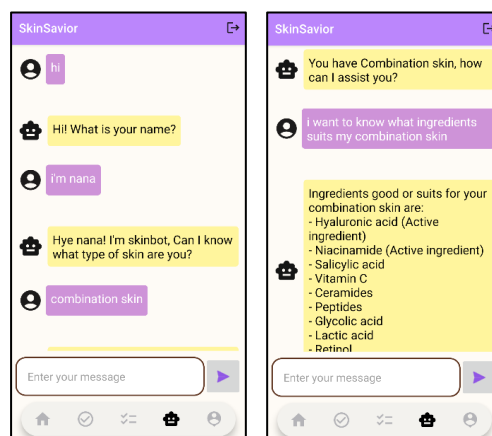 SkinSavior
hi
Hi! What is your name?
i'm nana
Hye nana! I'm skinbot, Can I know
what type of skin are you?
combination skin
Enter your message
SkinSavior
You have Combination skin, how
can I assist you?
i want to know what ingredients
suits my combination skin
Ingredients good or suits for your
combination skin are:
- Hyaluronic acid (Active
ingredient)
- Niacinamide (Active ingredient)
- Salicylic acid
- Vitamin C
- Ceramides
- Peptides
- Glycolic acid
- Lactic acid
- Retinol
Enter your message